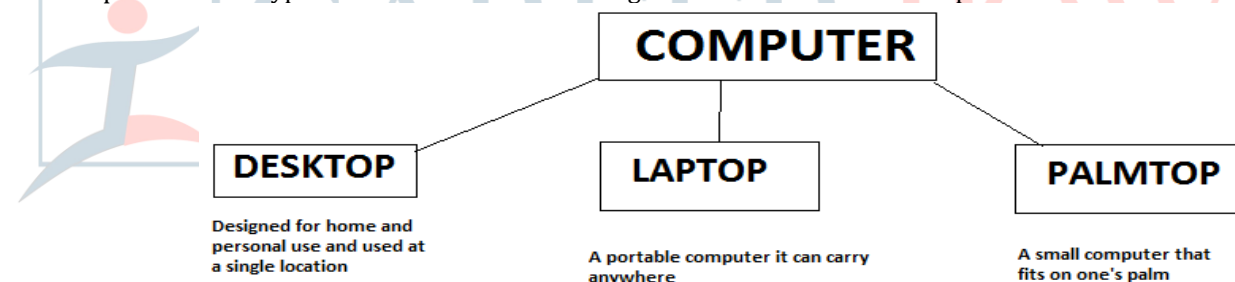 COMPUTER
DESKTOP
LAPTOP
PALMTOP
Designed for home and
personal use and used at
a single location
A portable computer it can carry
anywhere
A small computer that
fits on one's palm